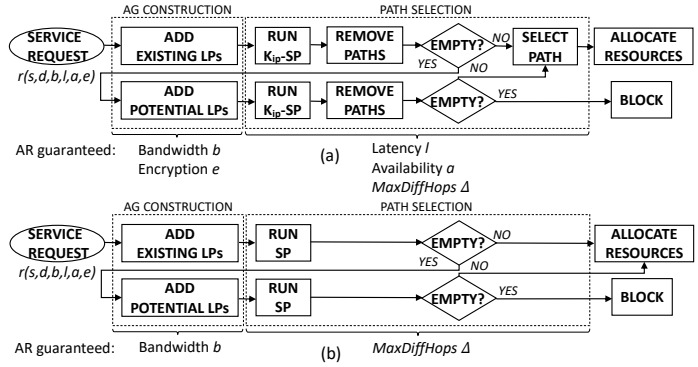 AG CONSTRUCTION
PATH SELECTION
SERVICE
REQUEST
r(s,d,b,l,a,e)
ADD
EXISTING LPs
RUN
Kip-SP
REMOVE
PATHS
EMPTY?
NO
SELECT
PATH
ALLOCATE
RESOURCES
YES
NO
ADD
POTENTIAL LPs
RUN
Kip-SP
REMOVE
PATHS
EMPTY?
YES
BLOCK
AR guaranteed:
Bandwidth b
Encryption e
(a)
Latency l
Availability a
MaxDiffHops Δ
AG CONSTRUCTION
PATH SELECTION
SERVICE
REQUEST
r(s,d,b,l,a,e)
ADD
EXISTING LPs
RUN
SP
EMPTY?
NO
ALLOCATE
RESOURCES
YES
NO
ADD
POTENTIAL LPs
RUN
SP
EMPTY?
YES
BLOCK
AR guaranteed:
Bandwidth b
(b)
MaxDiffHops Δ